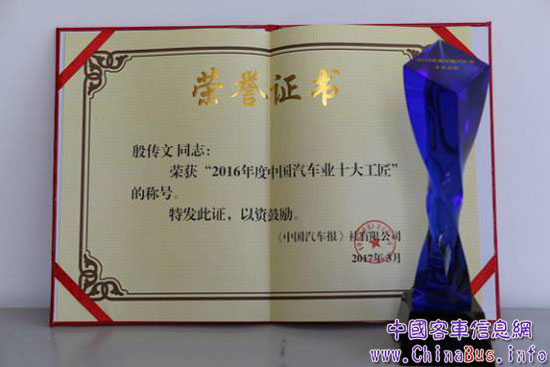 荣誉证书
殷传文同志：
荣获“2016年度中国汽车业十大工匠”
的称号。
特发此证，以资鼓励。
《中国汽车报》社有限公司
2017年3月
中國客車信息網
www.ChinaBus.info